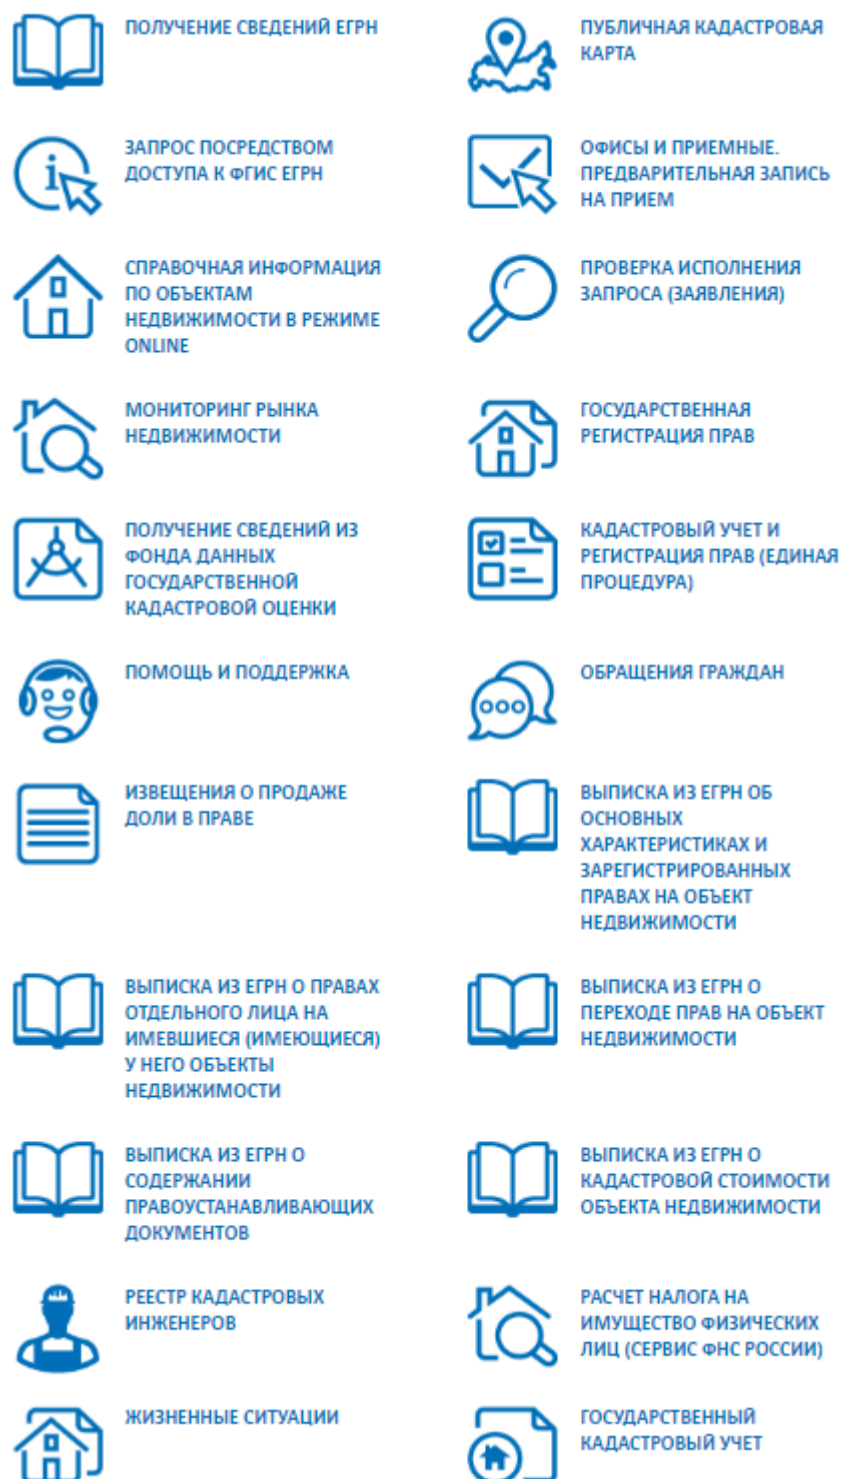 ПОЛУЧЕНИЕ СВЕДЕНИЙ ЕГРН
ПУБЛИЧНАЯ КАДАСТРОВАЯ
КАРТА
ЗАПРОС ПОСРЕДСТВОМ
ДОСТУПА К ФГИС ЕГРН
ОФИСЫ И ПРИЕМНЫЕ.
ПРЕДВАРИТЕЛЬНАЯ ЗАПИСЬ
НА ПРИЕМ
СПРАВОЧНАЯ ИНФОРМАЦИЯ
ПО ОБЪЕКТАМ
НЕДВИЖИМОСТИ В РЕЖИМЕ
ONLINE
ПРОВЕРКА ИСПОЛНЕНИЯ
ЗАПРОСА (ЗАЯВЛЕНИЯ)
МОНИТОРИНГ РЫНКА
НЕДВИЖИМОСТИ
ГОСУДАРСТВЕННАЯ
РЕГИСТРАЦИЯ ПРАВ
ПОЛУЧЕНИЕ СВЕДЕНИЙ ИЗ
ФОНДА ДАННЫХ
ГОСУДАРСТВЕННОЙ
КАДАСТРОВОЙ ОЦЕНКИ
КАДАСТРОВЫЙ УЧЕТ И
РЕГИСТРАЦИЯ ПРАВ (ЕДИНАЯ
ПРОЦЕДУРА)
ПОМОЩЬ И ПОДДЕРЖКА
ОБРАЩЕНИЯ ГРАЖДАН
ИЗВЕЩЕНИЯ О ПРОДАЖЕ
ДОЛИ В ПРАВЕ
ВЫПИСКА ИЗ ЕГРН ОБ
ОСНОВНЫХ
ХАРАКТЕРИСТИКАХ И
ЗАРЕГИСТРИРОВАННЫХ
ПРАВАХ НА ОБЪЕКТ
НЕДВИЖИМОСТИ
ВЫПИСКА ИЗ ЕГРН О ПРАВАХ
ОТДЕЛЬНОГО ЛИЦА НА
ИМЕВШИЕСЯ (ИМЕЮЩИЕСЯ)
У НЕГО ОБЪЕКТЫ
НЕДВИЖИМОСТИ
ВЫПИСКА ИЗ ЕГРН О
ПЕРЕХОДЕ ПРАВ НА ОБЪЕКТ
НЕДВИЖИМОСТИ
ВЫПИСКА ИЗ ЕГРН О
СОДЕРЖАНИИ
ПРАВОУСТАНАВЛИВАЮЩИХ
ДОКУМЕНТОВ
ВЫПИСКА ИЗ ЕГРН О
КАДАСТРОВОЙ СТОИМОСТИ
ОБЪЕКТА НЕДВИЖИМОСТИ
РЕЕСТР КАДАСТРОВЫХ
ИНЖЕНЕРОВ
РАСЧЕТ НАЛОГА НА
ИМУЩЕСТВО ФИЗИЧЕСКИХ
ЛИЦ (СЕРВИС ФНС РОССИИ)
ЖИЗНЕННЫЕ СИТУАЦИИ
ГОСУДАРСТВЕННЫЙ
КАДАСТРОВЫЙ УЧЕТ